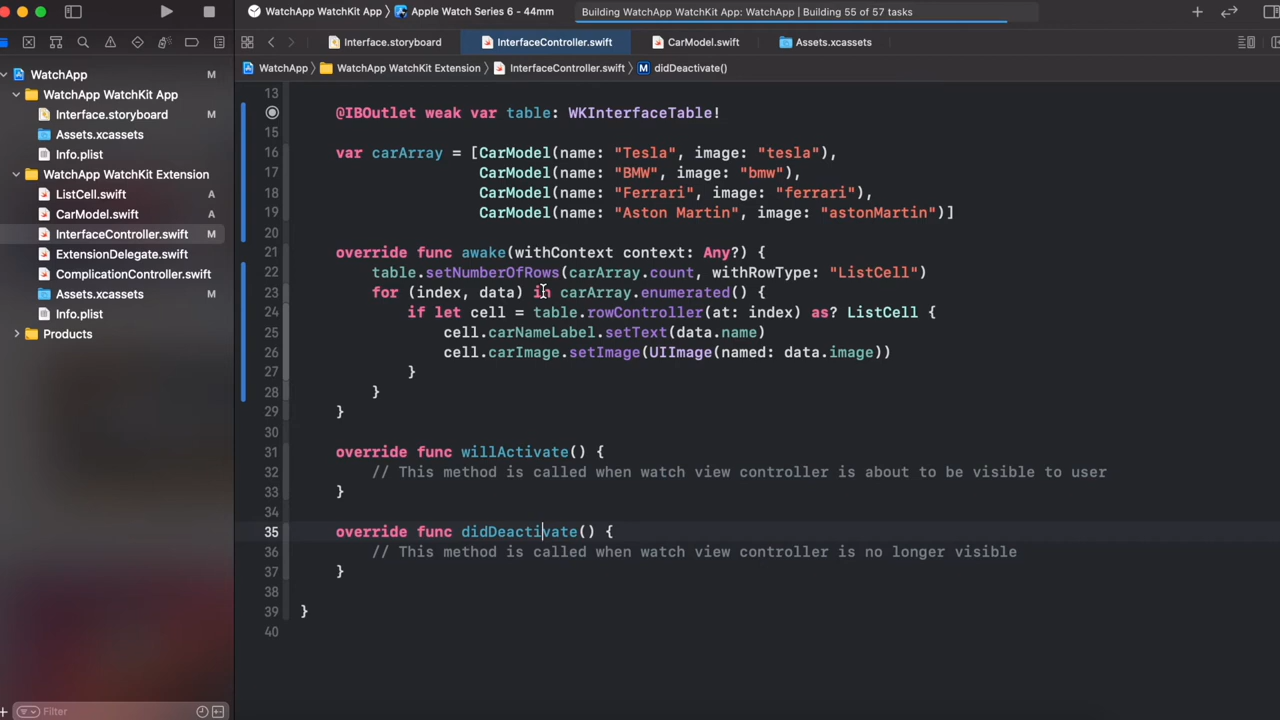 WatchApp WatchKit App 〉 Apple Watch Series 6 - 44mm
Building WatchApp WatchKit App: WatchApp | Building 55 of 57 tasks
Interface.storyboard
InterfaceController.swift
CarModel.swift
Assets.xcassets
WatchApp 〉 WatchKit Extension 〉 InterfaceController.swift 〉 M didDeactivate()
WatchApp M
WatchApp WatchKit App
Interface.storyboard M
Assets.xcassets
Info.plist
WatchApp WatchKit Extension
ListCell.swift A
CarModel.swift A
InterfaceController.swift M
ExtensionDelegate.swift
ComplicationController.swift
Assets.xcassets M
Info.plist
Products
Filter
13
@IBOutlet weak var table: WKInterfaceTable!
15
16 var carArray = [CarModel(name: "Tesla", image: "tesla"),
17 CarModel(name: "BMW", image: "bmw"),
18 CarModel(name: "Ferrari", image: "ferrari"),
19 CarModel(name: "Aston Martin", image: "astonMartin")]
20
21 override func awake(withContext context: Any?) {
22 table.setNumberOfRows(carArray.count, withRowType: "ListCell")
23 for (index, data) in carArray.enumerated() {
24 if let cell = table.rowController(at: index) as? ListCell {
25 cell.carNameLabel.setText(data.name)
26 cell.carImage.setImage(UIImage(named: data.image))
27 }
28 }
29 }
30
31 override func willActivate() {
32 // This method is called when watch view controller is about to be visible to user
33 }
34
35 override func didDeactivate() {
36 // This method is called when watch view controller is no longer visible
37 }
38
39 }
40